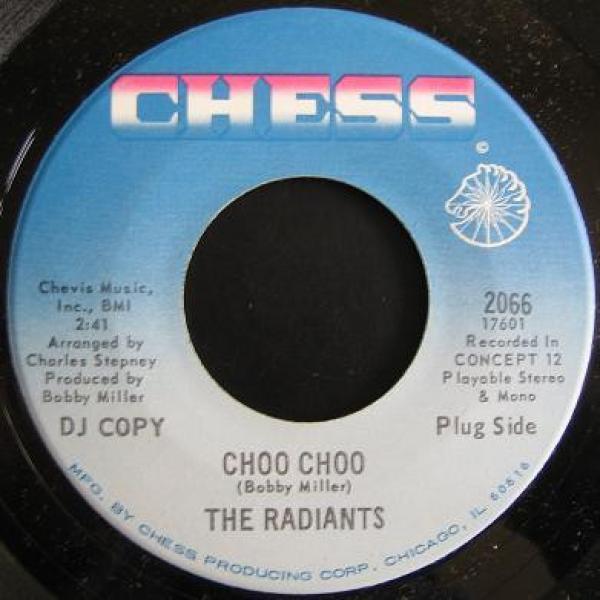 CHESS
©
Chevis Music,
Inc., BMI
2:41
Arranged by
Charles Stepney
Produced by
Bobby Miller
DJ COPY
2066
17601
Recorded In
CONCEPT 12
Playable Stereo
& Mono
Plug Side
CHOO CHOO
(Bobby Miller)
THE RADIANTS
MFG. BY CHESS PRODUCING CORP. CHICAGO, IL 60616